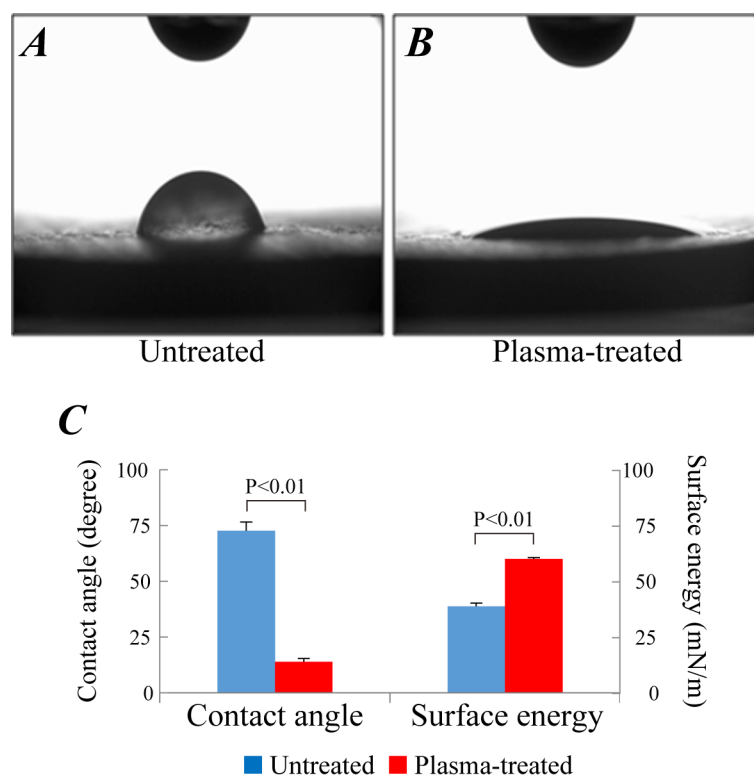 A
B
Untreated
Plasma-treated
C
Contact angle (degree)
100
75
50
25
0
P<0.01
P<0.01
100
75
50
25
0
Surface energy (mN/m)
Contact angle
Surface energy
Untreated
Plasma-treated